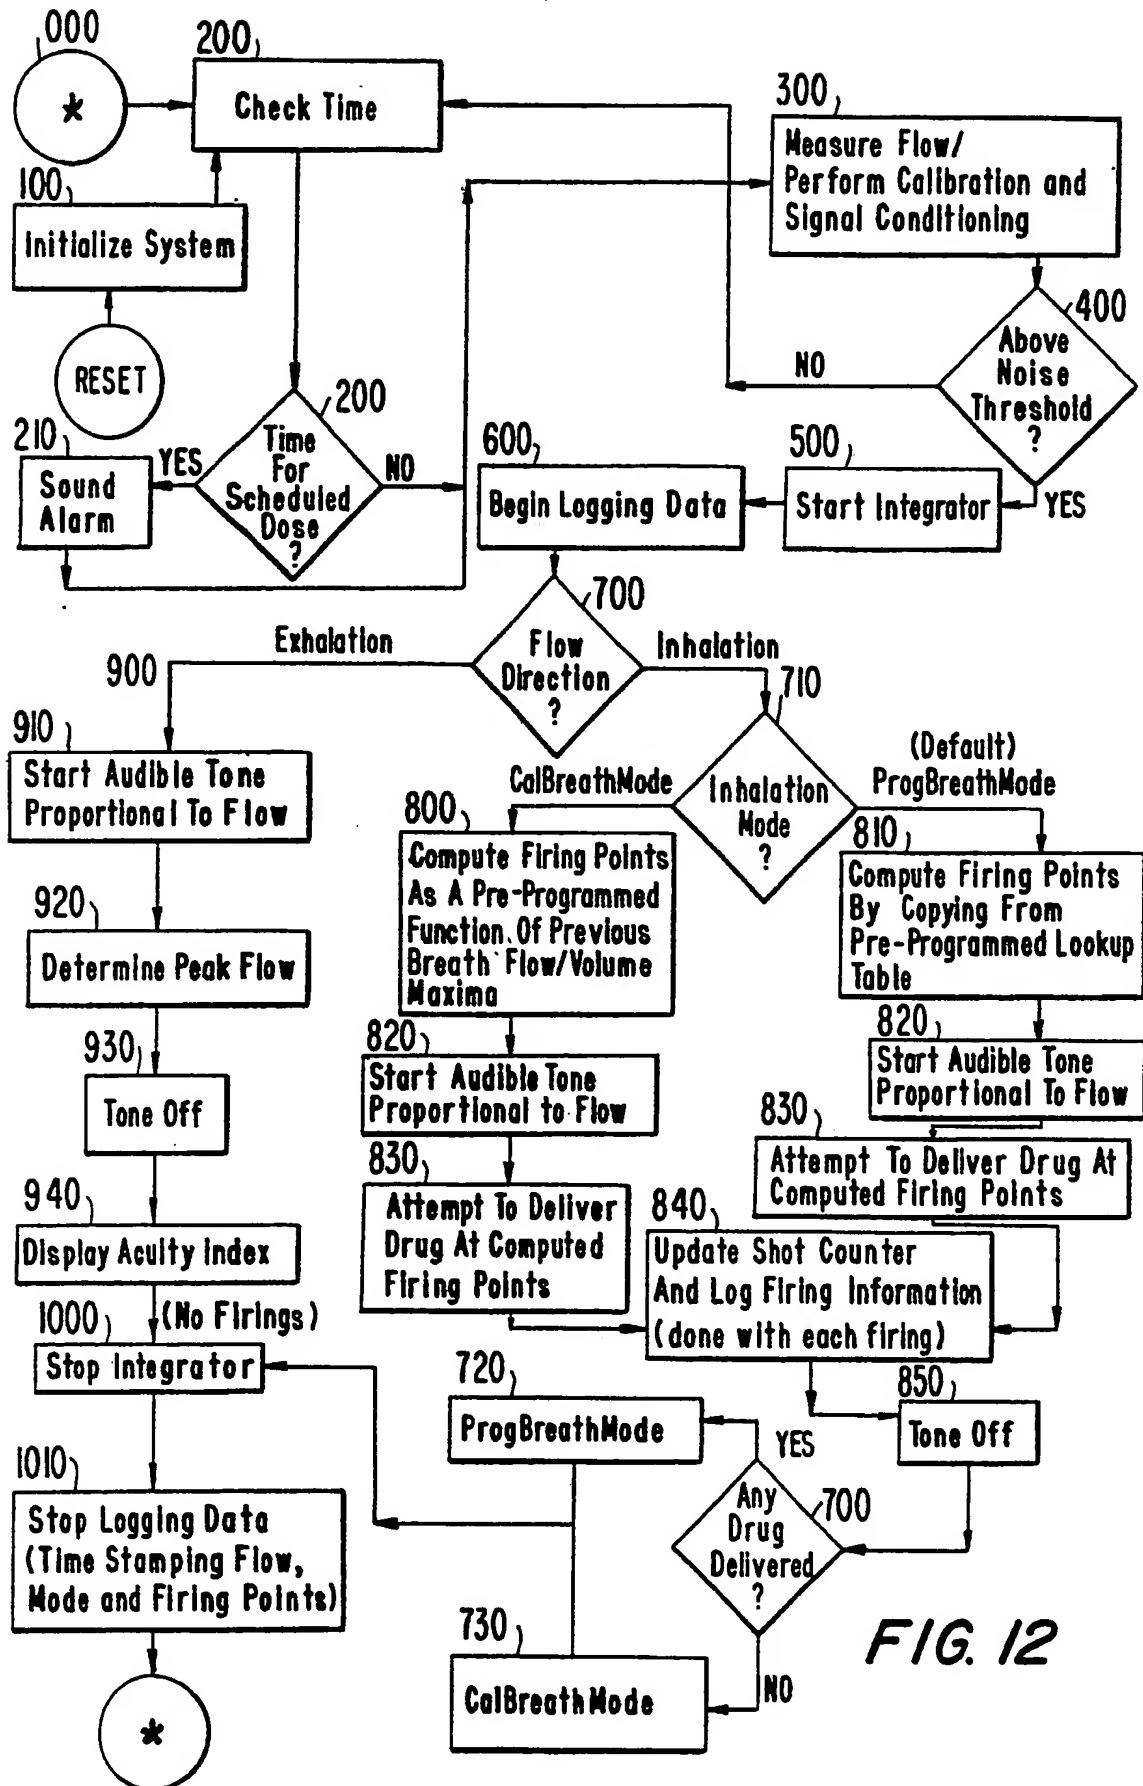 000
*
200
Check Time
300
Measure Flow/
Perform Calibration and
Signal Conditioning
100
Initialize System
RESET
400
Above
Noise
Threshold
?
NO
YES
200
Time
For
Scheduled
Dose
?
YES
NO
210
Sound
Alarm
500
Start Integrator
600
Begin Logging Data
700
Flow
Direction
?
Exhalation
Inhalation
900
910
Start Audible Tone
Proportional To Flow
920
Determine Peak Flow
930
Tone Off
940
Display Acuity Index
(No Firings)
1000
Stop Integrator
1010
Stop Logging Data
(Time Stamping Flow,
Mode and Firing Points)
*
710
Inhalation
Mode
?
CalBreathMode
(Default)
ProgBreathMode
800
Compute Firing Points
As A Pre-Programmed
Function Of Previous
Breath Flow/Volume
Maxima
820
Start Audible Tone
Proportional to Flow
830
Attempt To Deliver
Drug At Computed
Firing Points
810
Compute Firing Points
By Copying From
Pre-Programmed Lookup
Table
820
Start Audible Tone
Proportional To Flow
830
Attempt To Deliver Drug At
Computed Firing Points
840
Update Shot Counter
And Log Firing Information
(done with each firing)
850
Tone Off
700
Any
Drug
Delivered
?
YES
NO
720
ProgBreathMode
730
CalBreathMode
FIG. 12